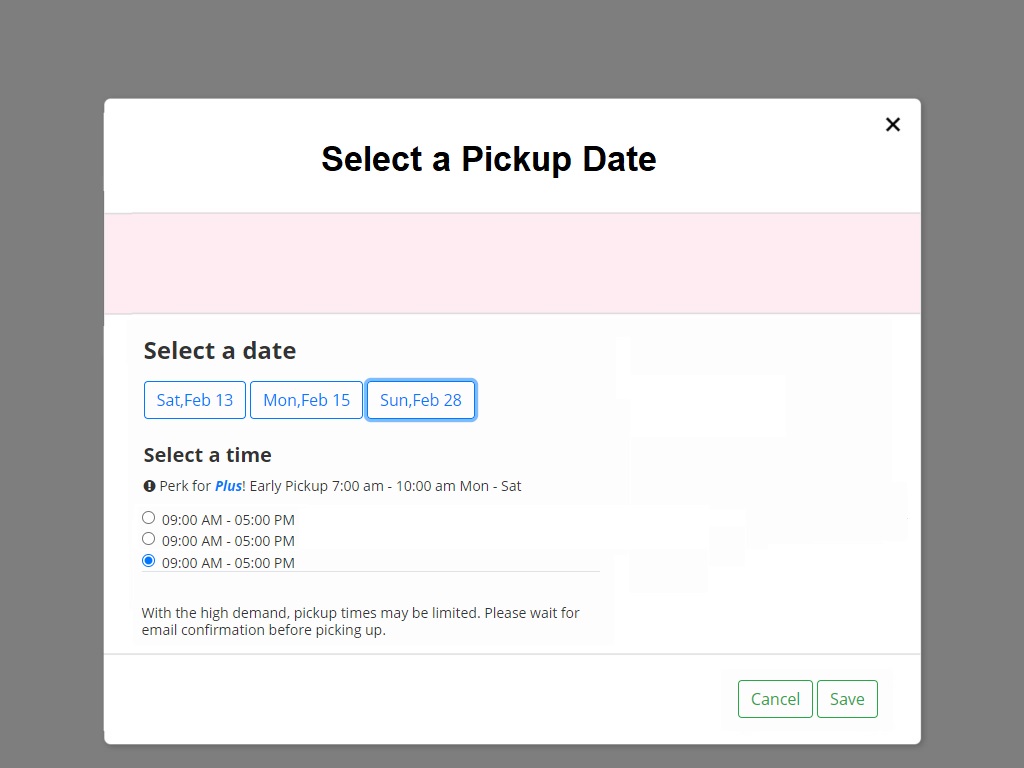 Select a Pickup Date
Select a date
Sat,Feb 13 Mon,Feb 15 Sun,Feb 28
Select a time
Perk for Plus! Early Pickup 7:00 am - 10:00 am Mon - Sat
09:00 AM - 05:00 PM
09:00 AM - 05:00 PM
09:00 AM - 05:00 PM
With the high demand, pickup times may be limited. Please wait for
email confirmation before picking up.
Cancel Save